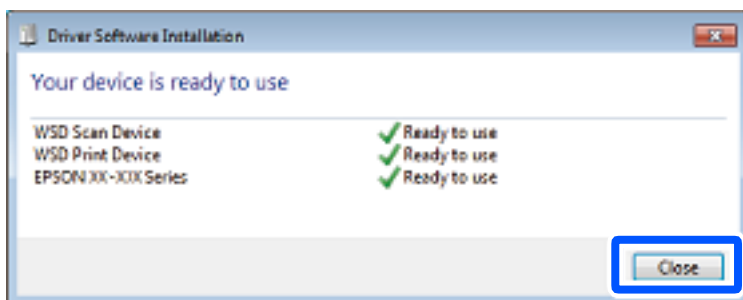 Driver Software Installation
Your device is ready to use
WSD Scan Device Ready to use
WSD Print Device Ready to use
EPSON XX-XXX Series Ready to use
Close